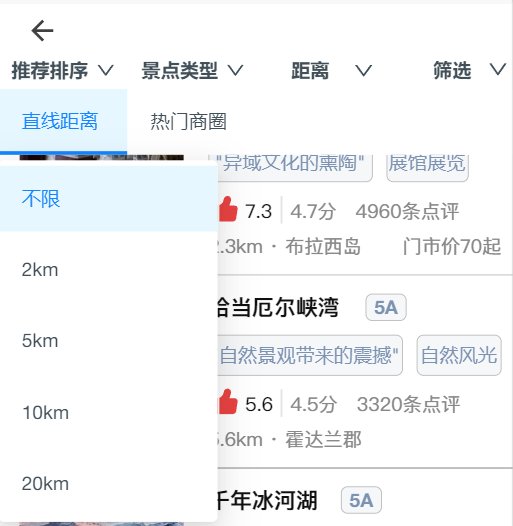 推荐排序 景点类型 距离 筛选
直线距离 热门商圈
"异域文化的熏陶" 展馆展览
不限
7.3 4.7分 4960条点评
.3km · 布拉西岛 门市价70起
2km
恰当厄尔峡湾 5A
5km
自然景观带来的震撼" 自然风光
5.6 4.5分 3320条点评
10km
.6km · 霍达兰郡
20km
千年冰河湖 5A